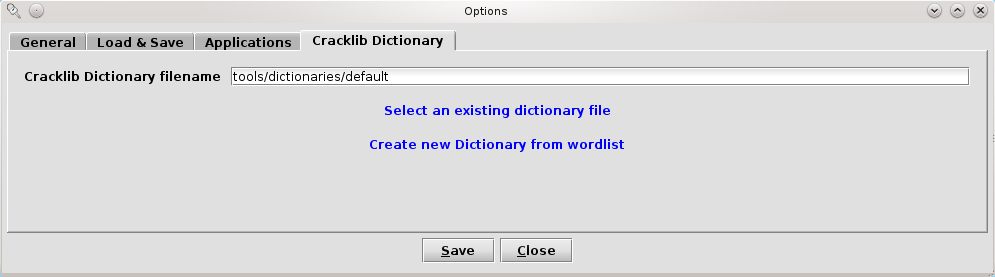 Options
General Load & Save Applications Cracklib Dictionary
Cracklib Dictionary filename tools/dictionaries/default
Select an existing dictionary file
Create new Dictionary from wordlist
Save Close